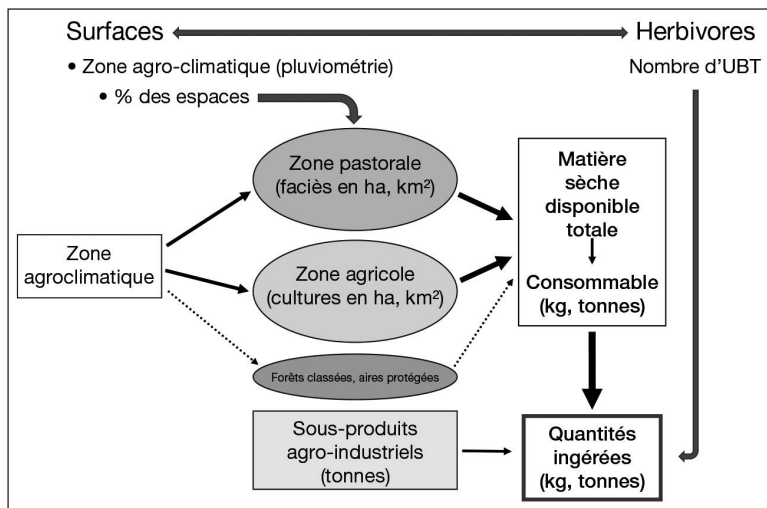 Surfaces
Herbivores
• Zone agro-climatique (pluviométrie)
Nombre d'UBT
• % des espaces
Zone pastorale
(faciès en ha, km²)
Matière
sèche
disponible
totale
Consommable
(kg, tonnes)
Zone
agroclimatique
Zone agricole
(cultures en ha, km²)
Forêts classées, aires protégées
Sous-produits
agro-industriels
(tonnes)
Quantités
ingérées
(kg, tonnes)